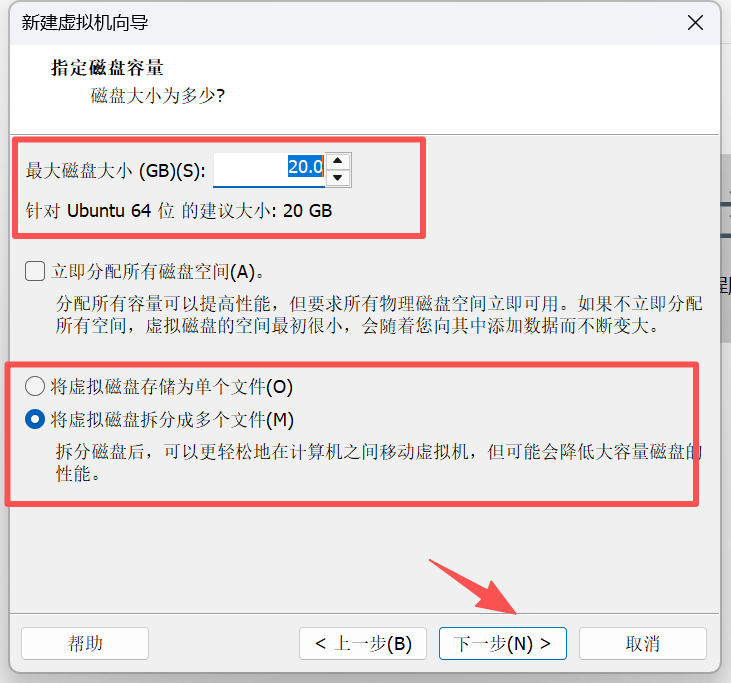 新建虚拟机向导
指定磁盘容量
磁盘大小为多少?
最大磁盘大小 (GB)(S): 20.0
针对 Ubuntu 64 位 的建议大小: 20 GB
立即分配所有磁盘空间(A)。
分配所有容量可以提高性能，但要求所有物理磁盘空间立即可用。如果不立即分配
所有空间，虚拟磁盘的空间最初很小，会随着您向其中添加数据而不断变大。
将虚拟磁盘存储为单个文件(O)
将虚拟磁盘拆分成多个文件(M)
拆分磁盘后，可以更轻松地在计算机之间移动虚拟机，但可能会降低大容量磁盘的
性能。
帮助
< 上一步(B)
下一步(N) >
取消